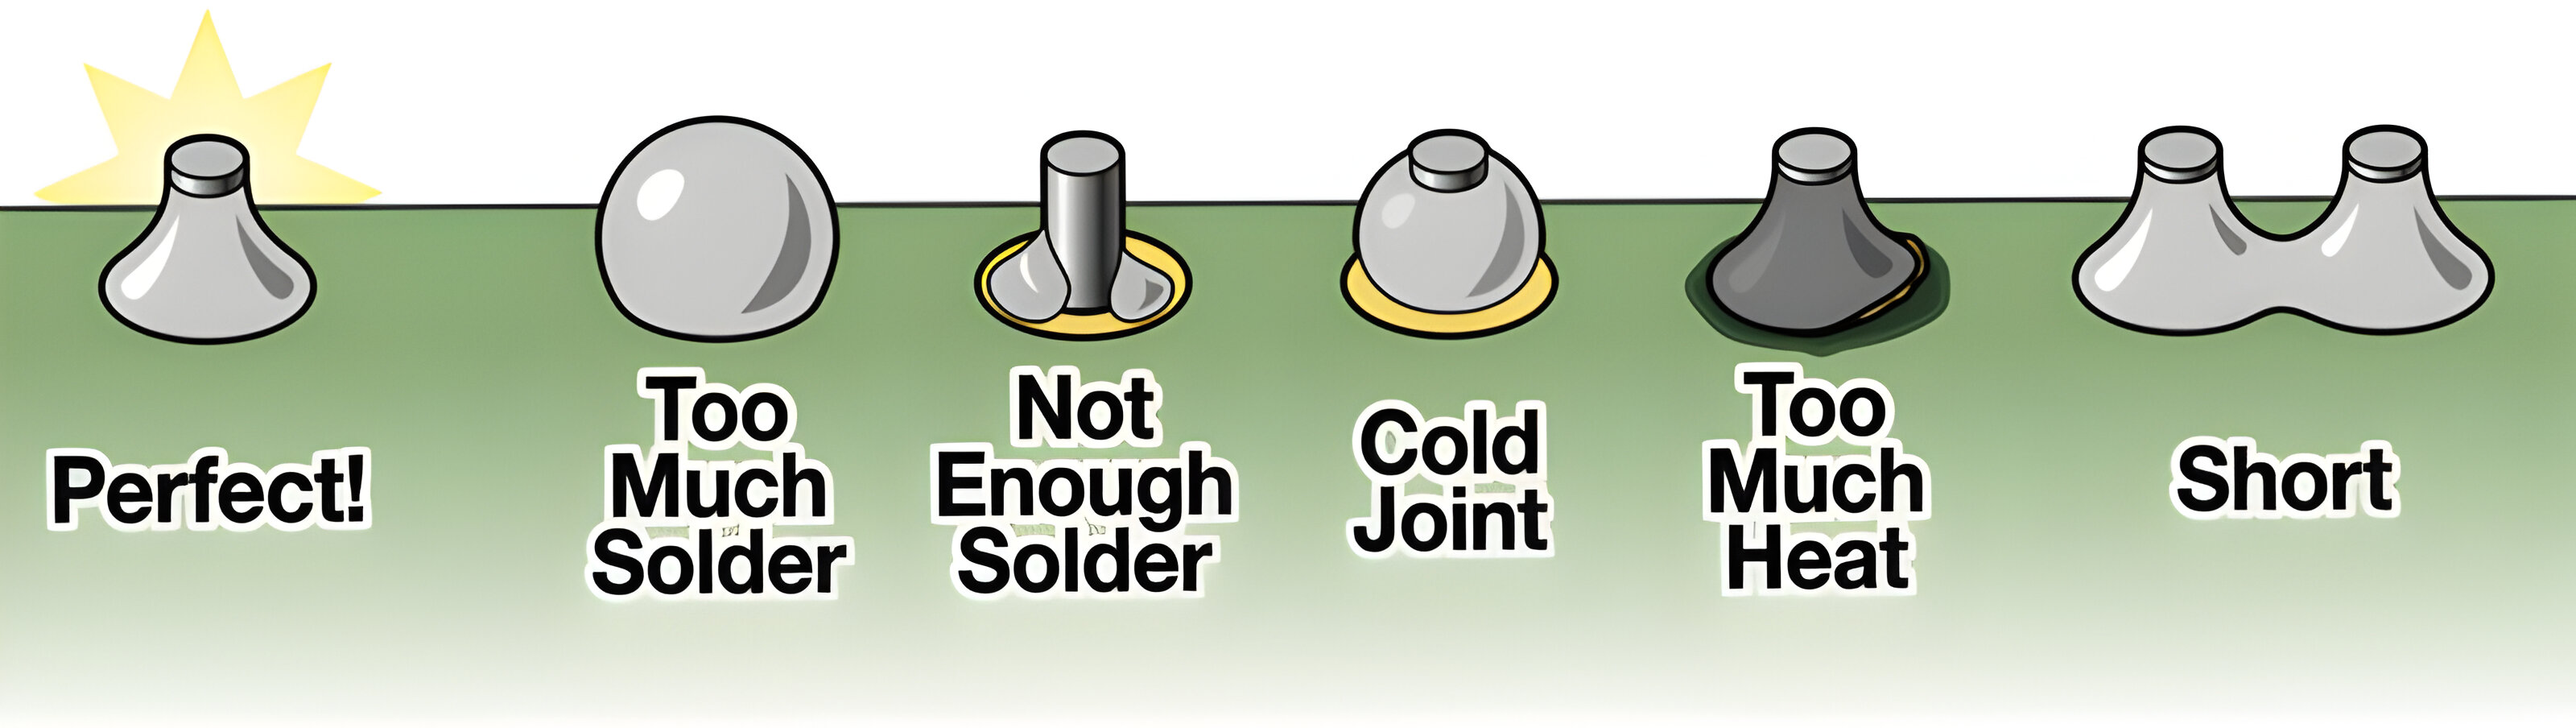 Perfect!
Too
Much
Solder
Not
Enough
Solder
Cold
Joint
Too
Much
Heat
Short